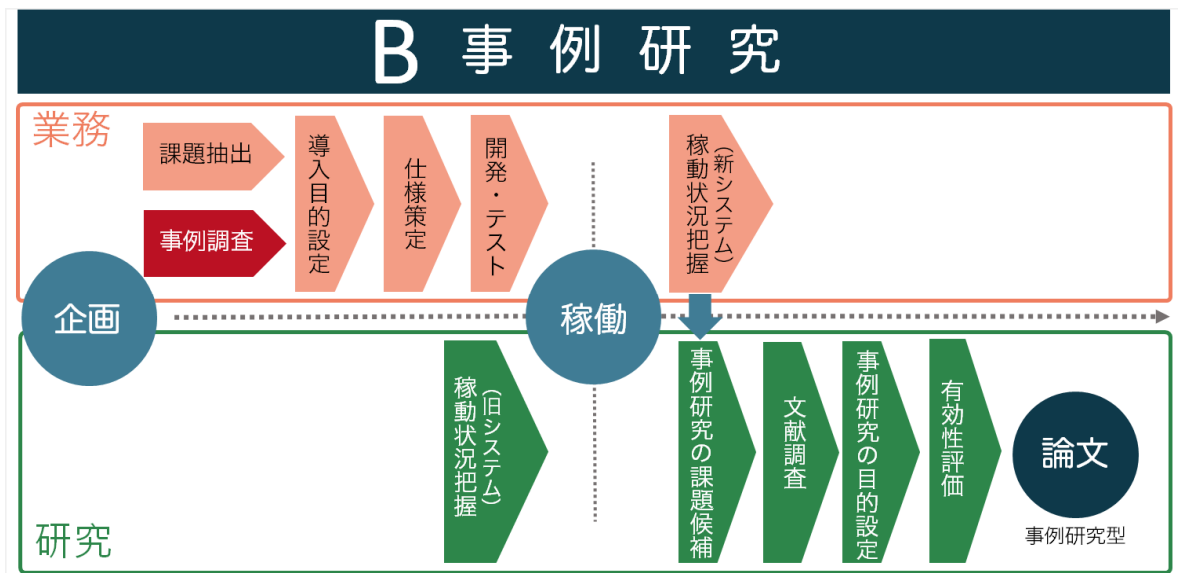 B 事例研究
業務
課題抽出
事例調査
導入目的設定
仕様策定
開発・テスト
稼動状況把握
(新システム)
企画
稼働
稼動状況把握
(旧システム)
事例研究の課題候補
文献調査
事例研究の目的設定
有効性評価
論文
事例研究型
研究